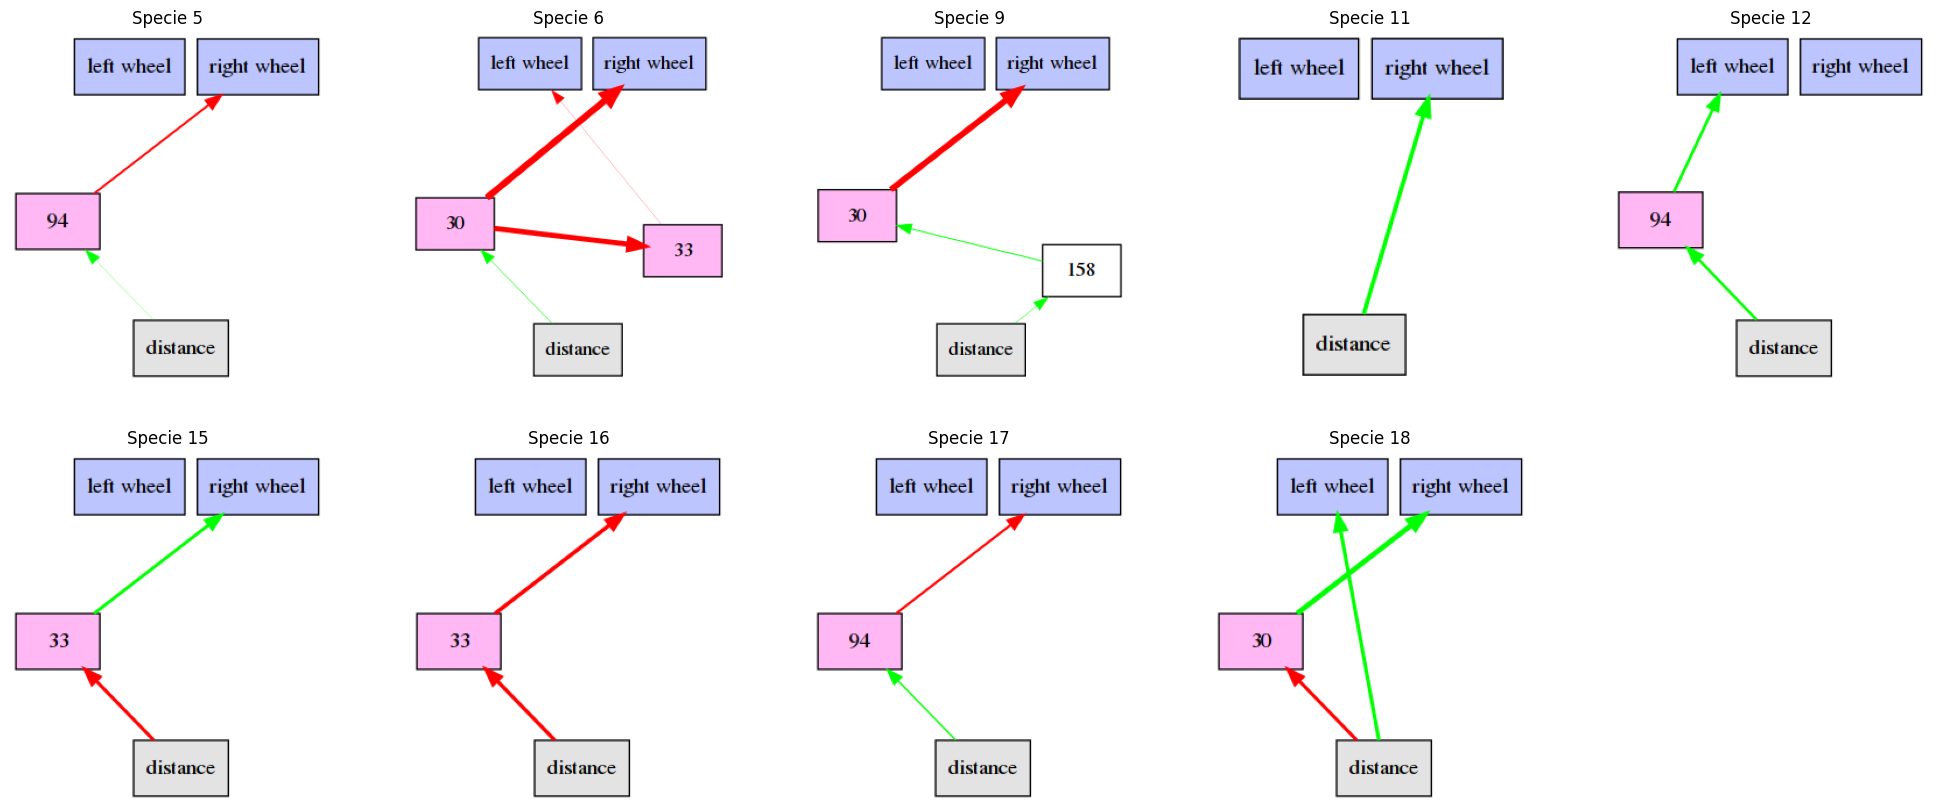 Specie 5
left wheel right wheel
94
distance
Specie 6
left wheel right wheel
30
33
distance
Specie 9
left wheel right wheel
30
158
distance
Specie 11
left wheel right wheel
distance
Specie 12
left wheel right wheel
94
distance
Specie 15
left wheel right wheel
33
distance
Specie 16
left wheel right wheel
33
distance
Specie 17
left wheel right wheel
94
distance
Specie 18
left wheel right wheel
30
distance